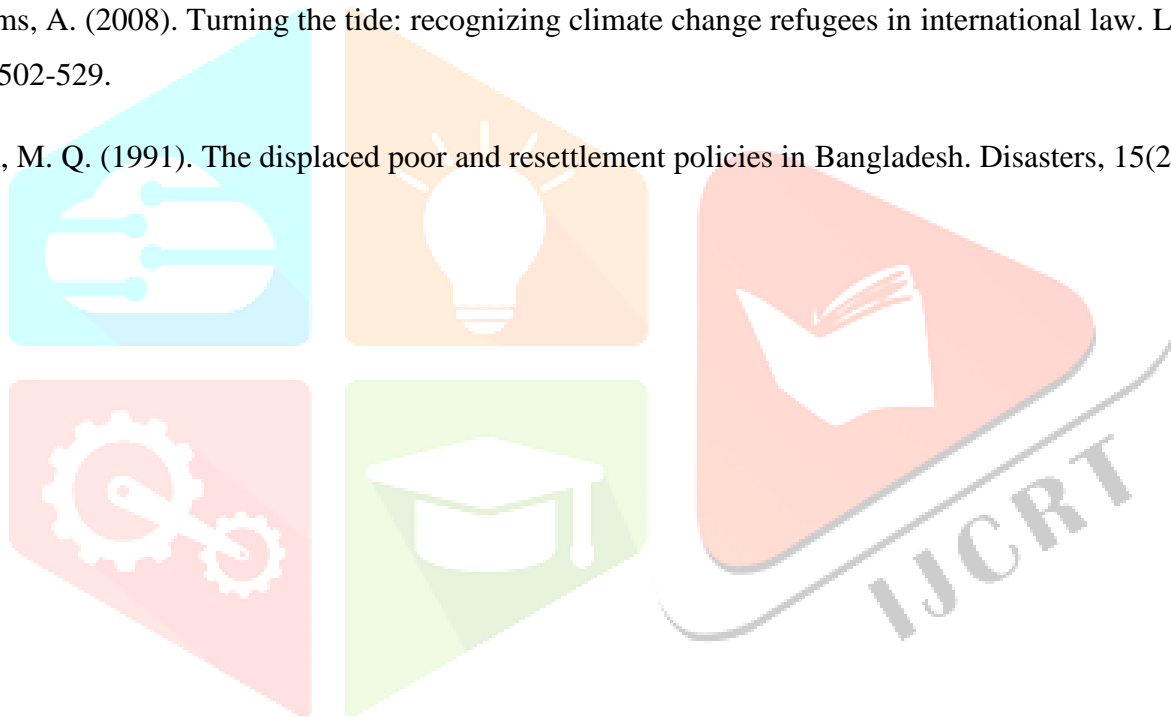 ms, A. (2008). Turning the tide: recognizing climate change refugees in international law. L
502-529.
, M. Q. (1991). The displaced poor and resettlement policies in Bangladesh. Disasters, 15(2
IJCRT